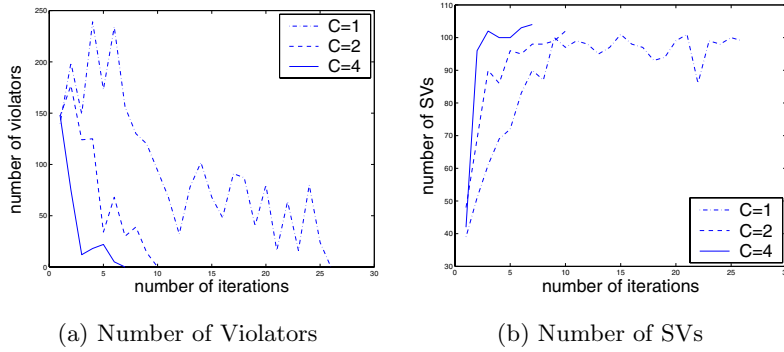 250
200
150
100
50
0
0
5
10
15
20
25
30
number of violators
number of iterations
C=1
C=2
C=4
(a) Number of Violators
110
100
90
80
70
60
50
40
30
0
5
10
15
20
25
30
number of SVs
number of iterations
C=1
C=2
C=4
(b) Number of SVs